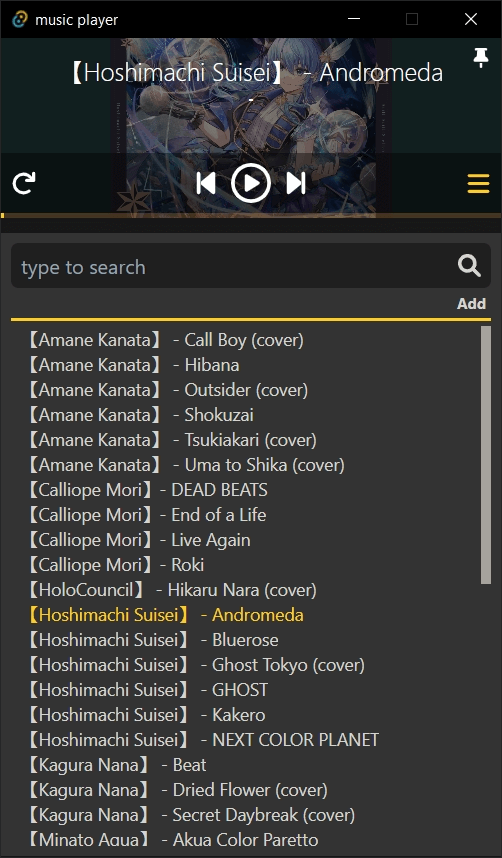 music player
【Hoshimachi Suisei】 - Andromeda
-
type to search
Add
【Amane Kanata】 - Call Boy (cover)
【Amane Kanata】 - Hibana
【Amane Kanata】 - Outsider (cover)
【Amane Kanata】 - Shokuzai
【Amane Kanata】 - Tsukiakari (cover)
【Amane Kanata】 - Uma to Shika (cover)
【Calliope Mori】- DEAD BEATS
【Calliope Mori】- End of a Life
【Calliope Mori】- Live Again
【Calliope Mori】- Roki
【HoloCouncil】 - Hikaru Nara (cover)
【Hoshimachi Suisei】 - Andromeda
【Hoshimachi Suisei】 - Bluerose
【Hoshimachi Suisei】 - Ghost Tokyo (cover)
【Hoshimachi Suisei】 - GHOST
【Hoshimachi Suisei】 - Kakero
【Hoshimachi Suisei】 - NEXT COLOR PLANET
【Kagura Nana】 - Beat
【Kagura Nana】 - Dried Flower (cover)
【Kagura Nana】 - Secret Daybreak (cover)
【Minato Aqua】 - Akua Color Paretto